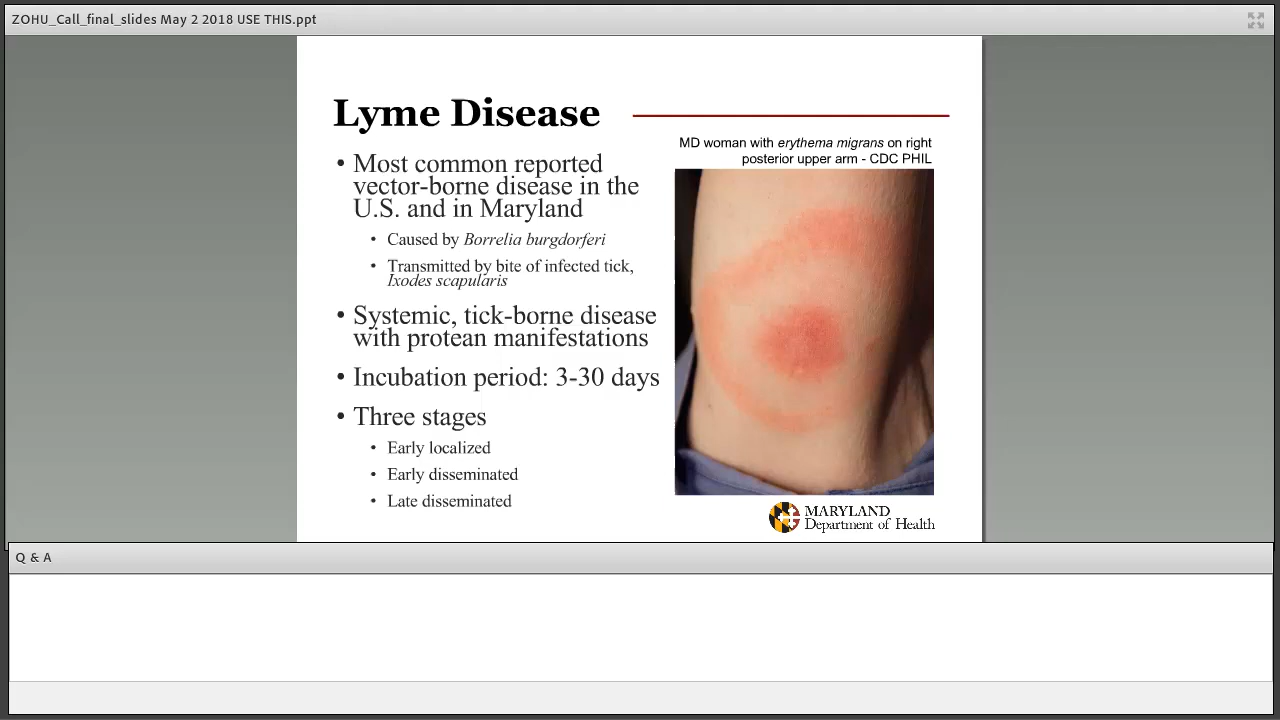 ZOHU_Call_final_slides May 2 2018 USE THIS.ppt
Lyme Disease
MD woman with erythema migrans on right
posterior upper arm - CDC PHIL
• Most common reported
vector-borne disease in the
U.S. and in Maryland
• Caused by Borrelia burgdorferi
• Transmitted by bite of infected tick,
Ixodes scapularis
• Systemic, tick-borne disease
with protean manifestations
• Incubation period: 3-30 days
• Three stages
• Early localized
• Early disseminated
• Late disseminated
MARYLAND
Department of Health
Q & A